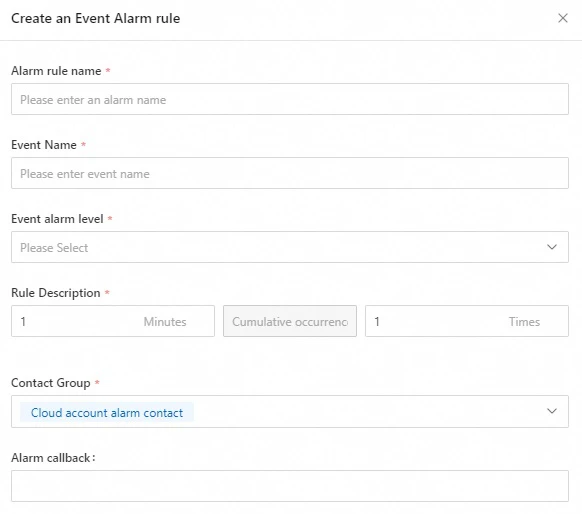 Create an Event Alarm rule
Alarm rule name *
Please enter an alarm name
Event Name *
Please enter event name
Event alarm level *
Please Select
Rule Description *
1 Minutes Cumulative occurrenc 1 Times
Contact Group *
Cloud account alarm contact
Alarm callback: